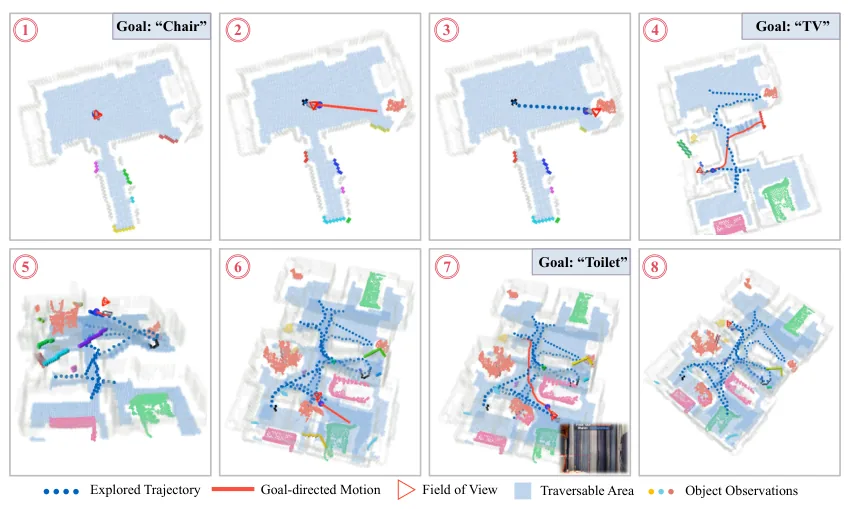 1
Goal: “Chair”
2
3
4
Goal: “TV”
5
6
7
Goal: “Toilet”
8
Explored Trajectory
Goal-directed Motion
Field of View
Traversable Area
Object Observations